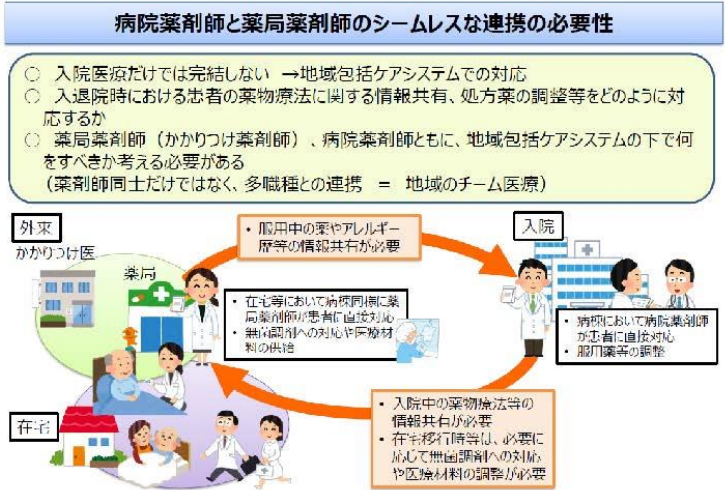 病院薬剤師と薬局薬剤師のシームレスな連携の必要性
○ 入院医療だけでは完結しない →地域包括ケアシステムでの対応
○ 入退院時における患者の薬物療法に関する情報共有、処方薬の調整等をどのように対
応するか
○ 薬局薬剤師（かかりつけ薬剤師）、病院薬剤師ともに、地域包括ケアシステムの下で何
をすべきか考える必要がある
（薬剤師同士だけではなく、多職種との連携 ＝ 地域のチーム医療）
外来
かかりつけ医
薬局
・ 服用中の薬やアレルギー
歴等の情報共有が必要
入院
・ 在宅等において病棟同様に薬
局薬剤師が患者に直接対応
・ 無菌調剤への対応や医療材
料の供給
・ 病棟において病院薬剤師
が患者に直接対応
・ 服用薬等の調整
在宅
・ 入院中の薬物療法等の
情報共有が必要
・ 在宅移行時等は、必要に
応じて無菌調剤への対応
や医療材料の調整が必要